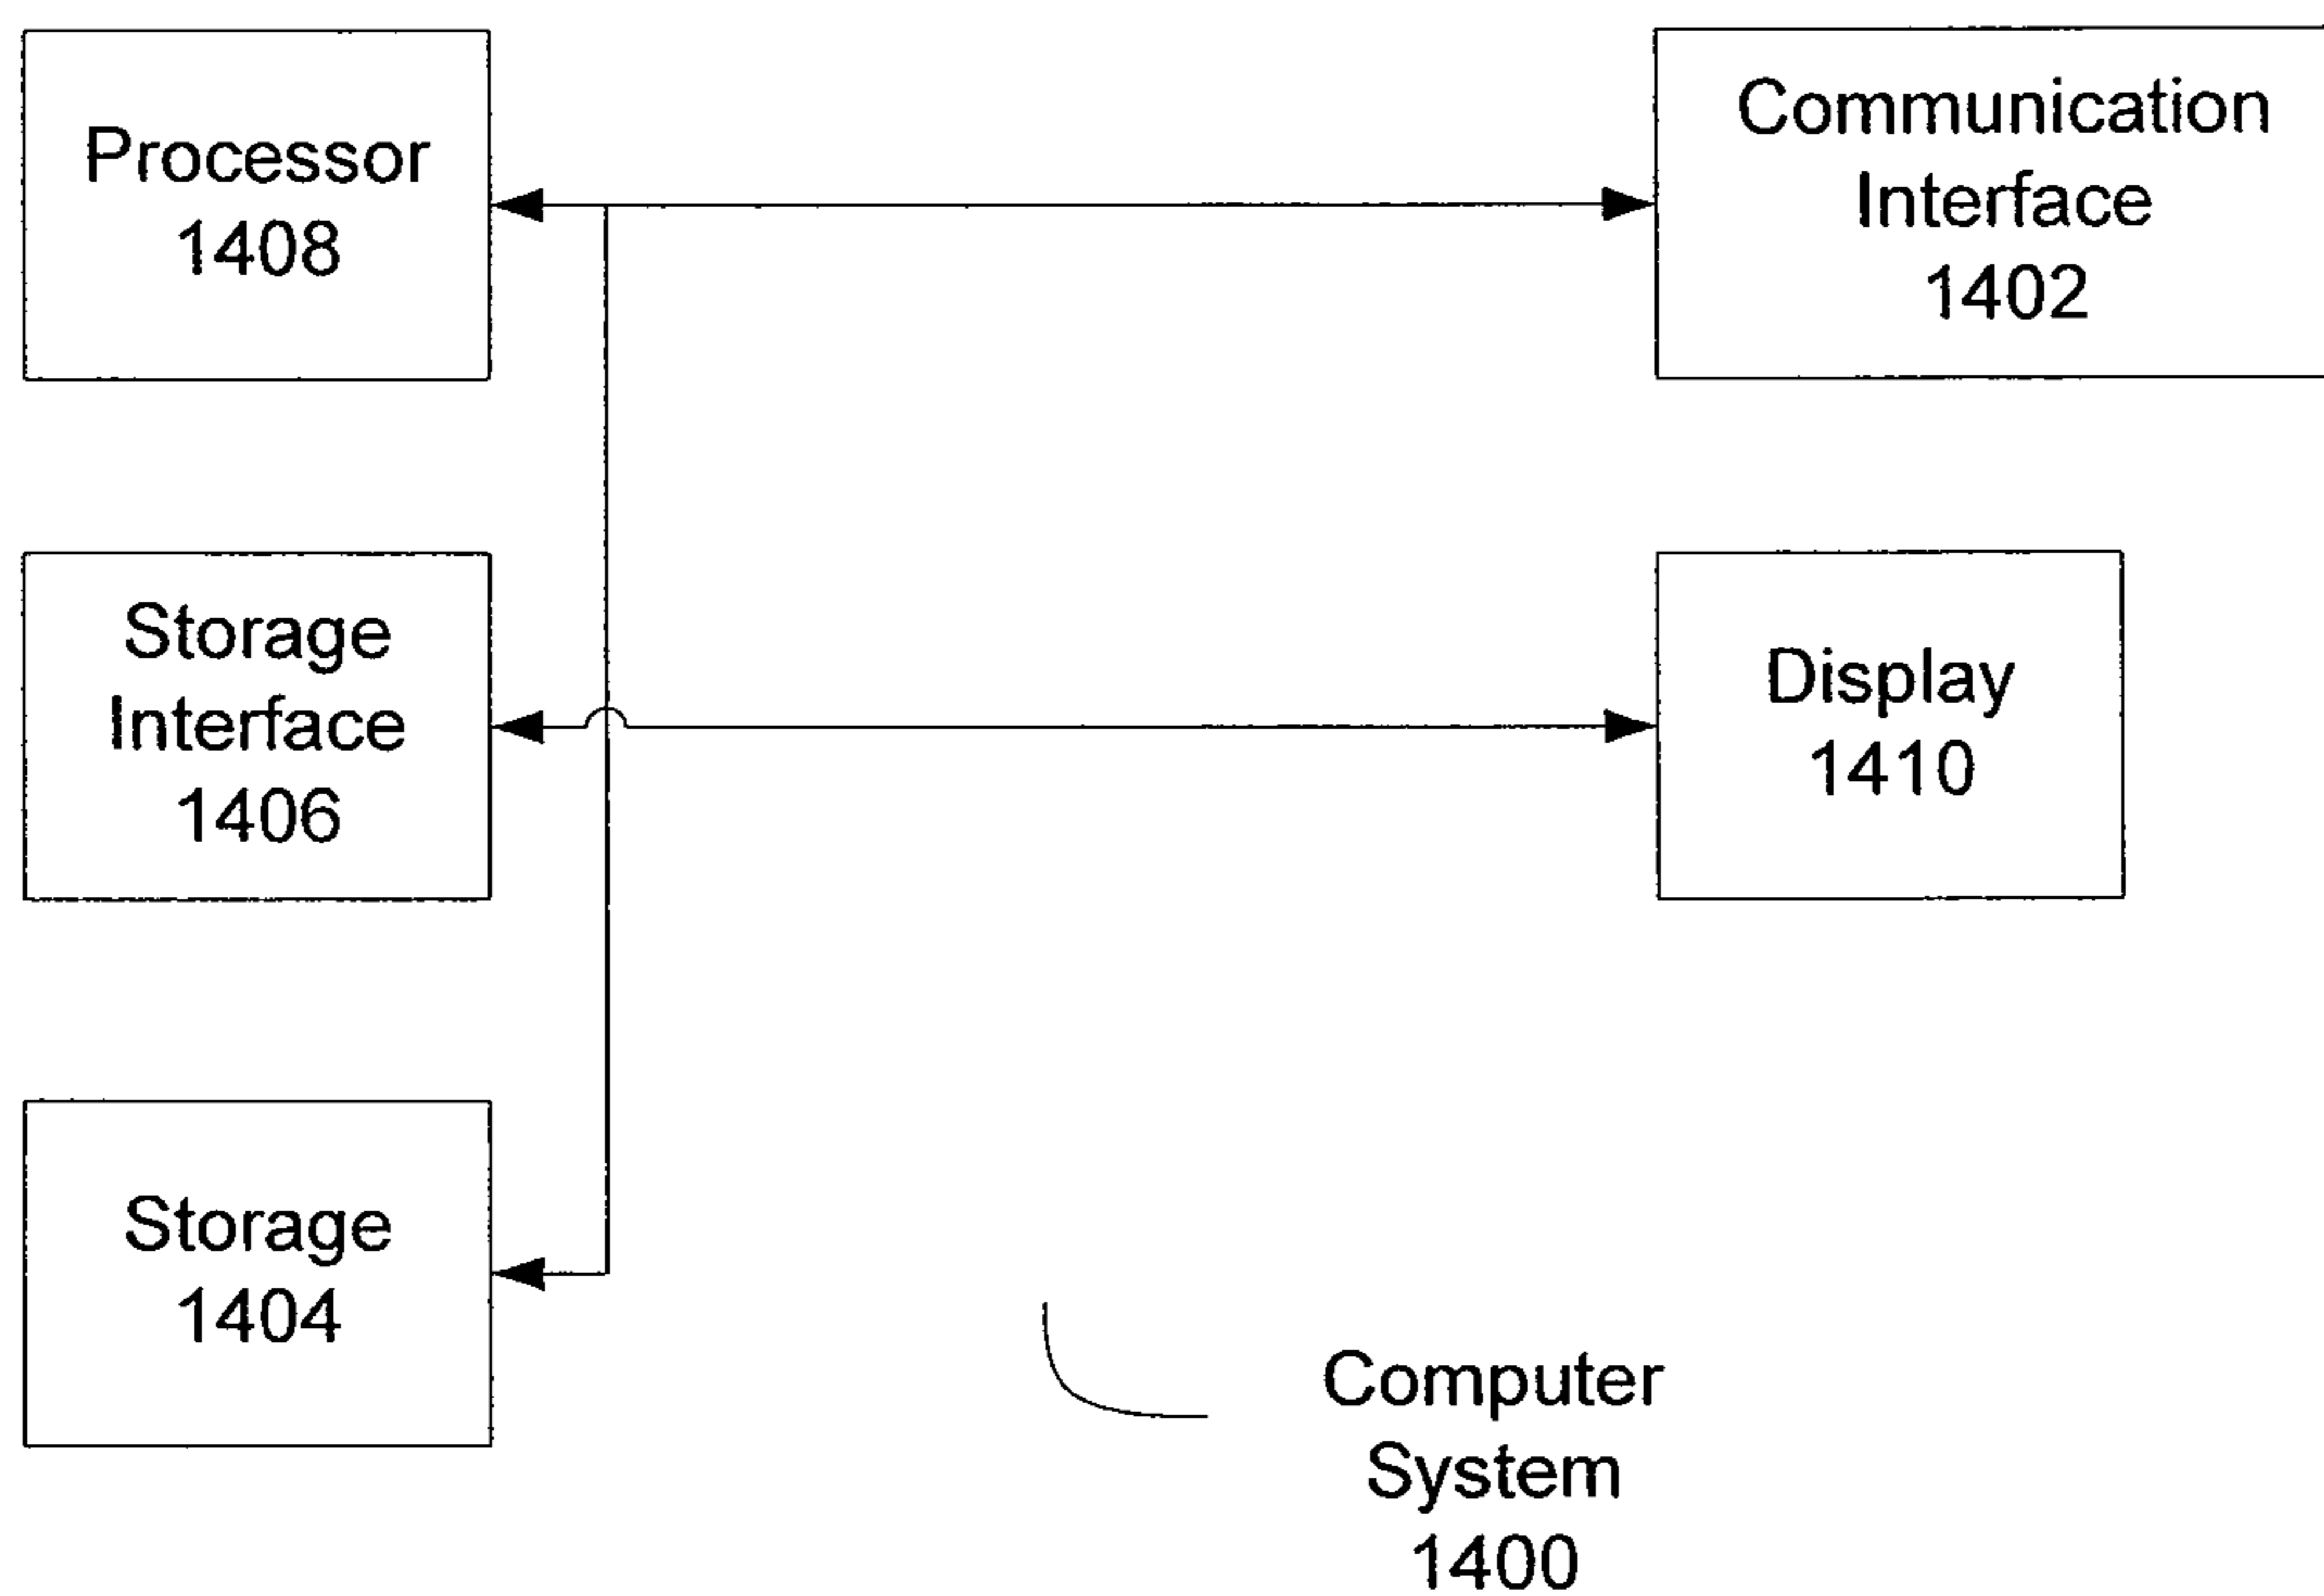 Processor
1408
Communication
Interface
1402
Storage
Interface
1406
Display
1410
Storage
1404
Computer
System
1400